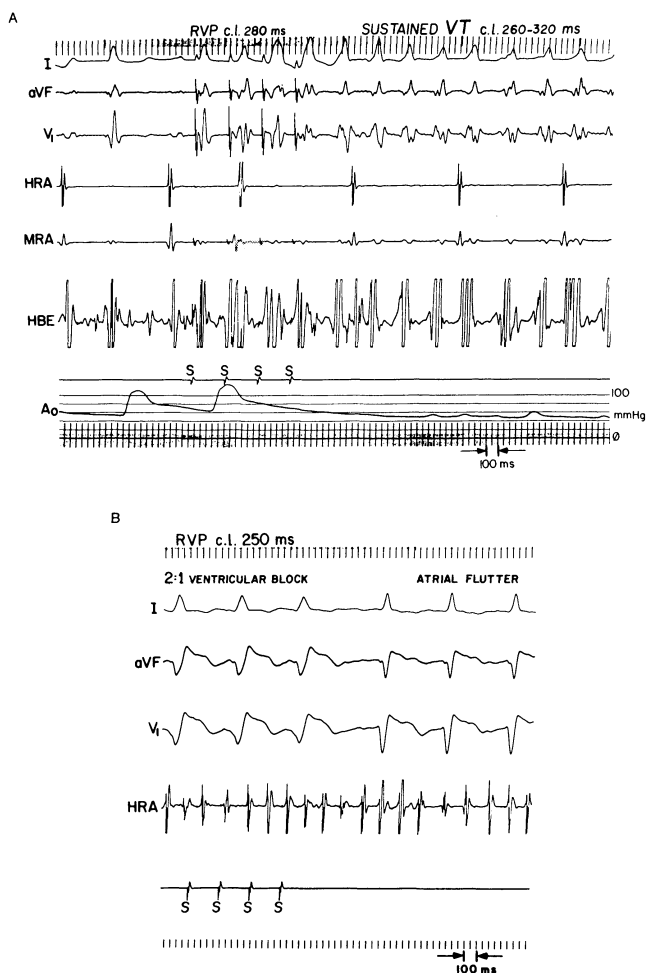 A
RVP c.l. 280 ms SUSTAINED VT c.l. 260-320 ms
I
aVF
V₁
HRA
MRA
HBE
S S S S
100
Ao
mmHg
Ø
100 ms
B
RVP c.l. 250 ms
2:1 VENTRICULAR BLOCK ATRIAL FLUTTER
I
aVF
V₁
HRA
S S S S
100 ms